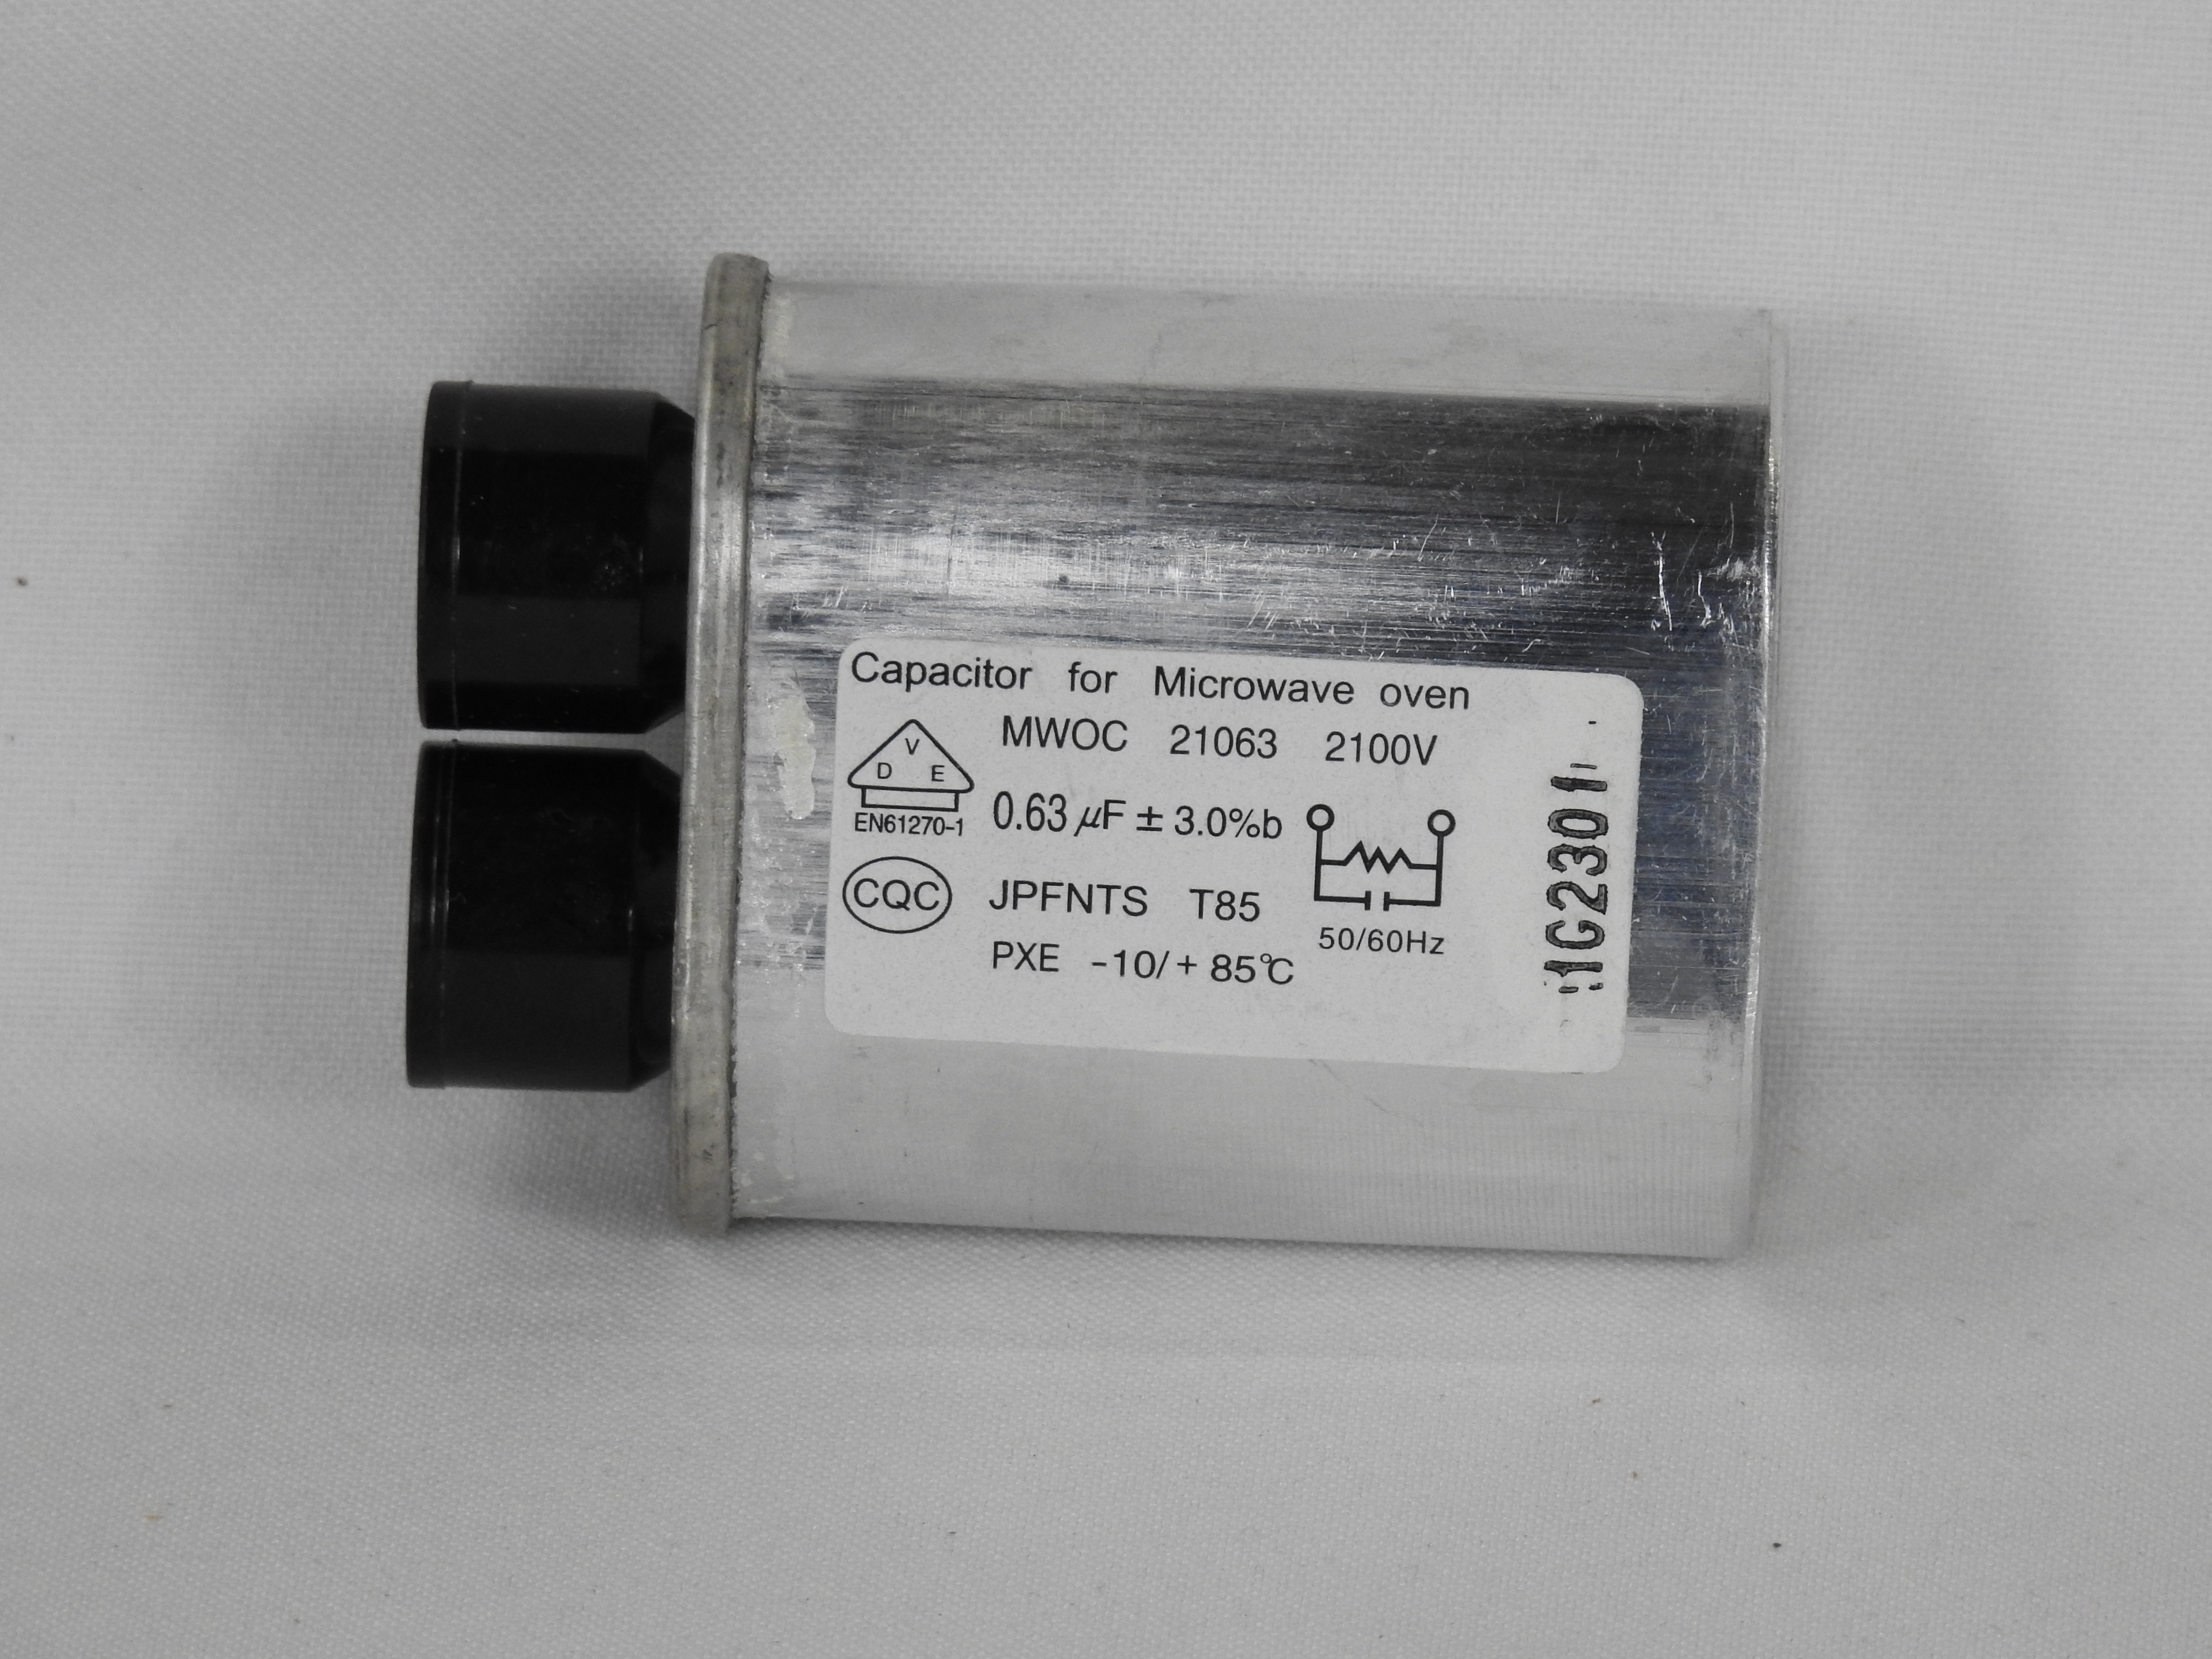 Capacitor for Microwave oven
MWOC 21063 2100V
V
D E
EN61270-1
0.63 μF ± 3.0%b
CQC
JPFNTS T85
50/60Hz
PXE -10/+85℃
1C2301